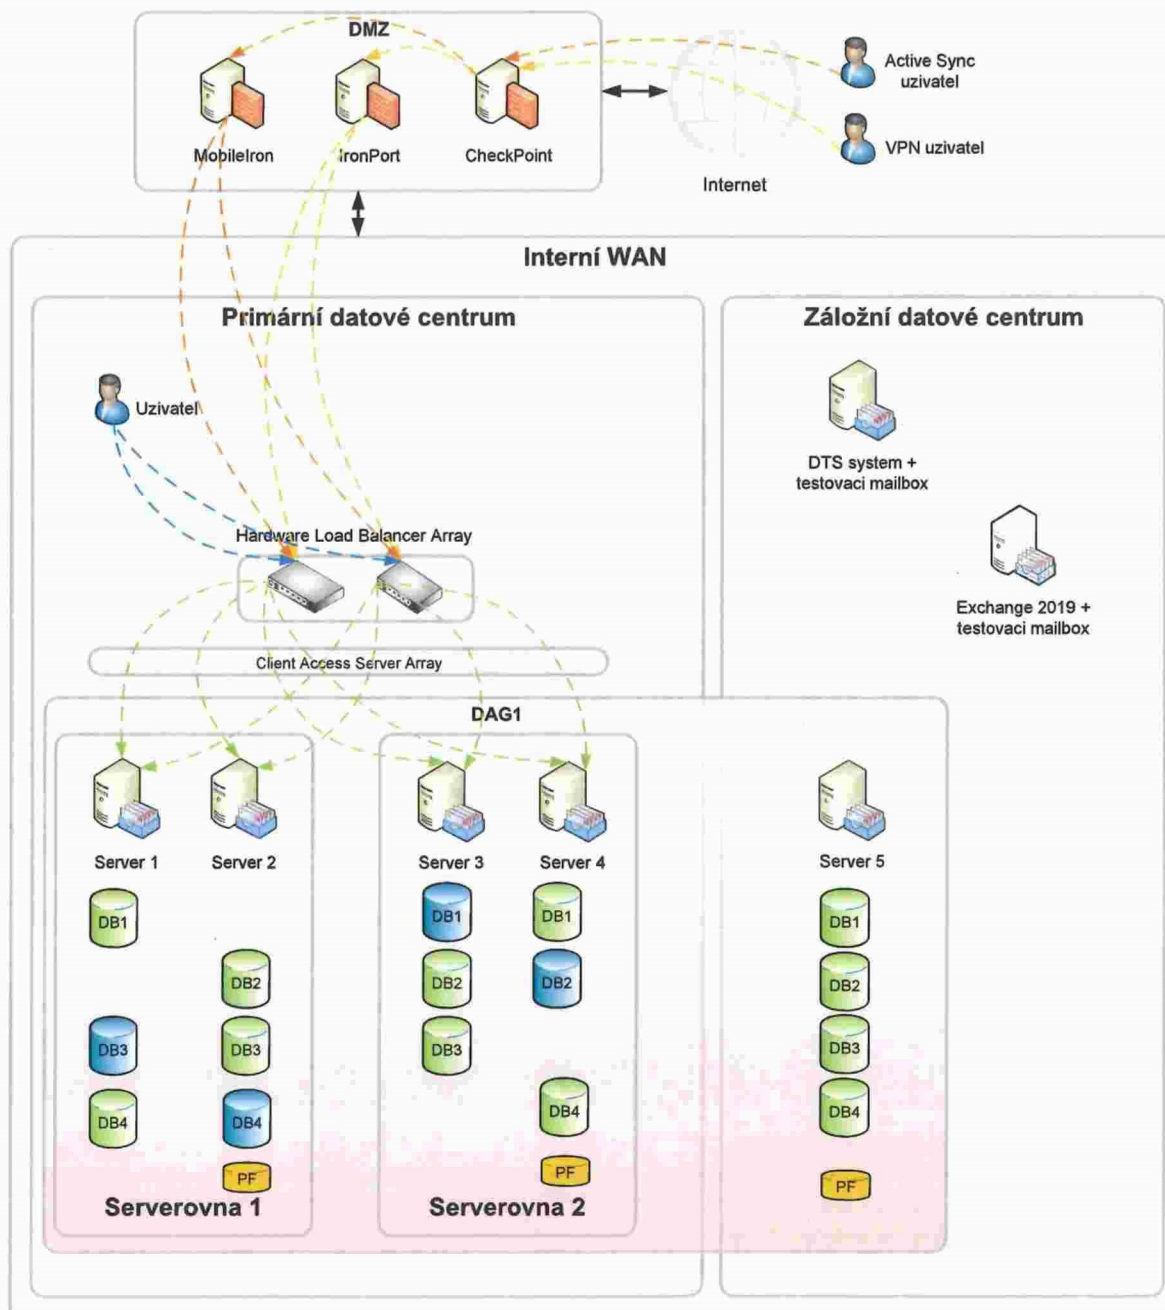 DMZ
MobileIron
IronPort
CheckPoint
Internet
Active Sync
uzivatel
VPN uzivatel
Interní WAN
Primární datové centrum
Záložní datové centrum
Uzivatel
DTS system +
testovaci mailbox
Hardware Load Balancer Array
Exchange 2019 +
testovaci mailbox
Client Access Server Array
DAG1
Server 1
Server 2
Server 3
Server 4
Server 5
DB1
DB1
DB1
DB1
DB2
DB2
DB2
DB2
DB3
DB3
DB3
DB3
DB4
DB4
DB4
DB4
PF
PF
PF
Serverovna 1
Serverovna 2